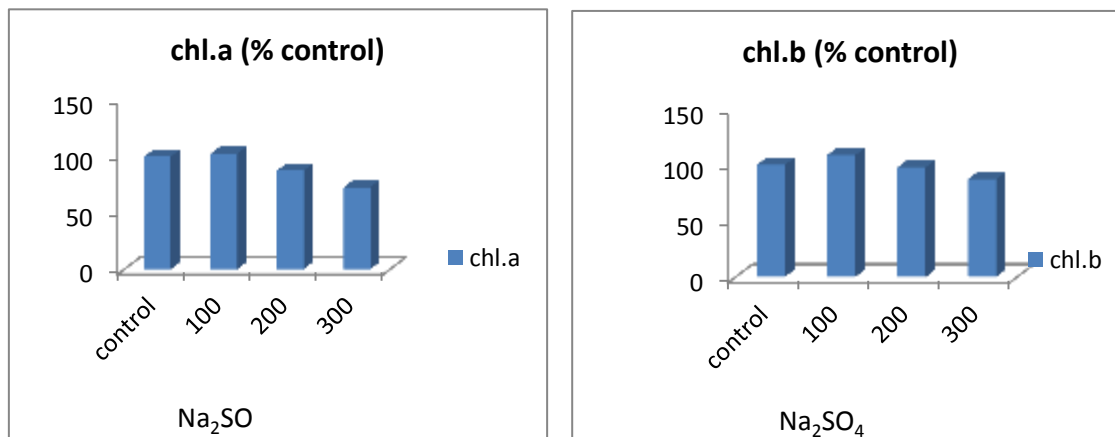 chl.a (% control)
150
100
50
0
control
100
200
300
chl.a
Na₂SO
chl.b (% control)
150
100
50
0
control
100
200
300
chl.b
Na₂SO₄